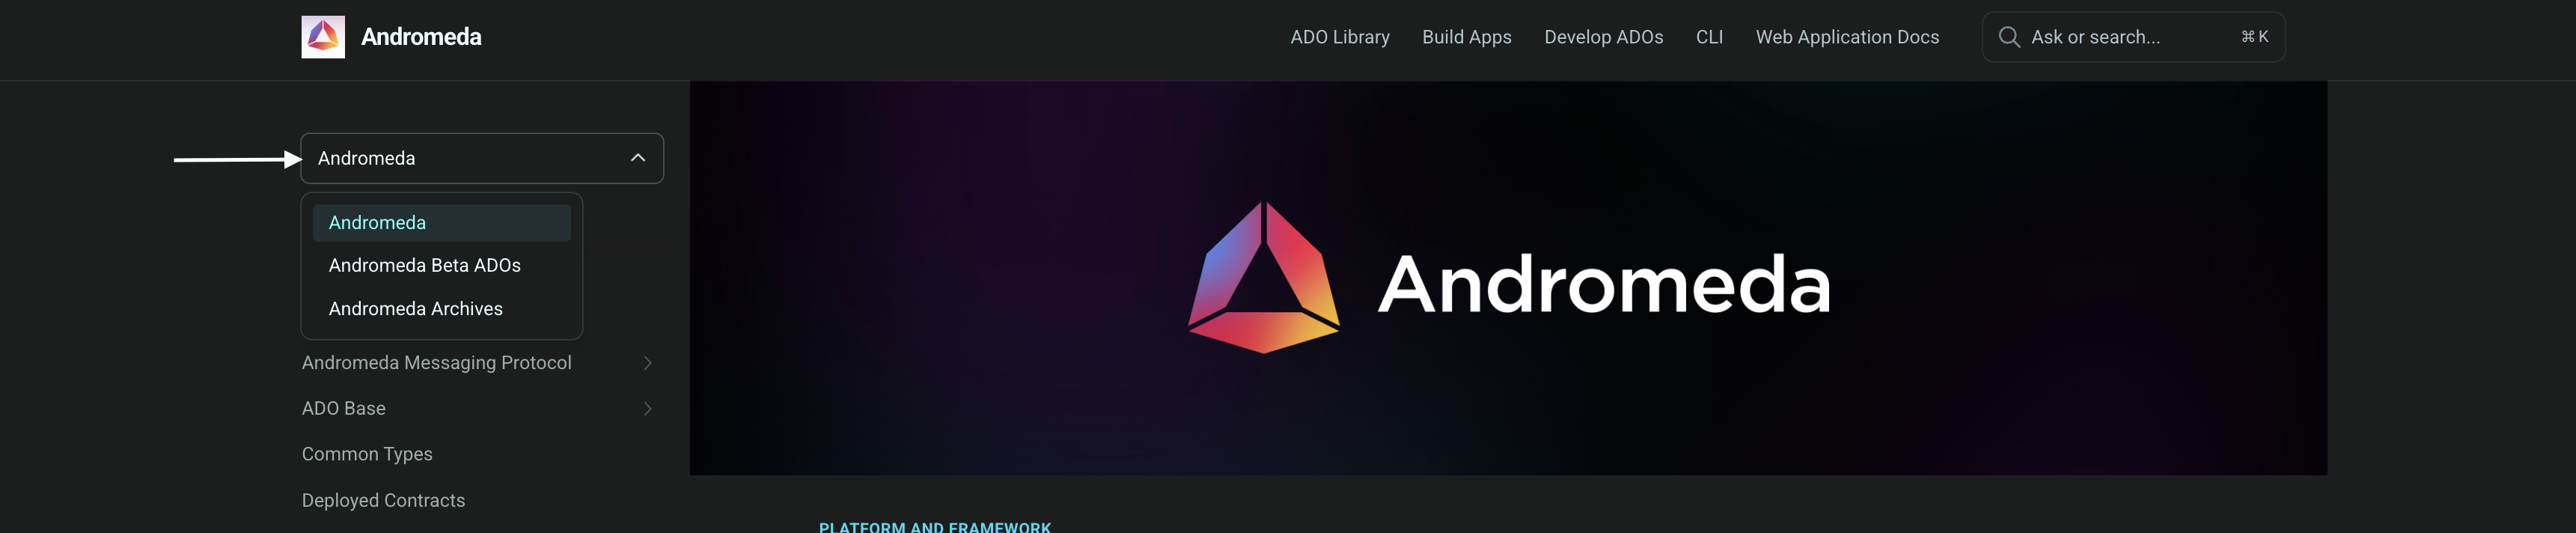 Andromeda
ADO Library
Build Apps
Develop ADOs
CLI
Web Application Docs
Ask or search...
⌘ K
Andromeda
Andromeda
Andromeda Beta ADOs
Andromeda Archives
Andromeda Messaging Protocol
ADO Base
Common Types
Deployed Contracts
Andromeda
PLATFORM AND FRAMEWORK